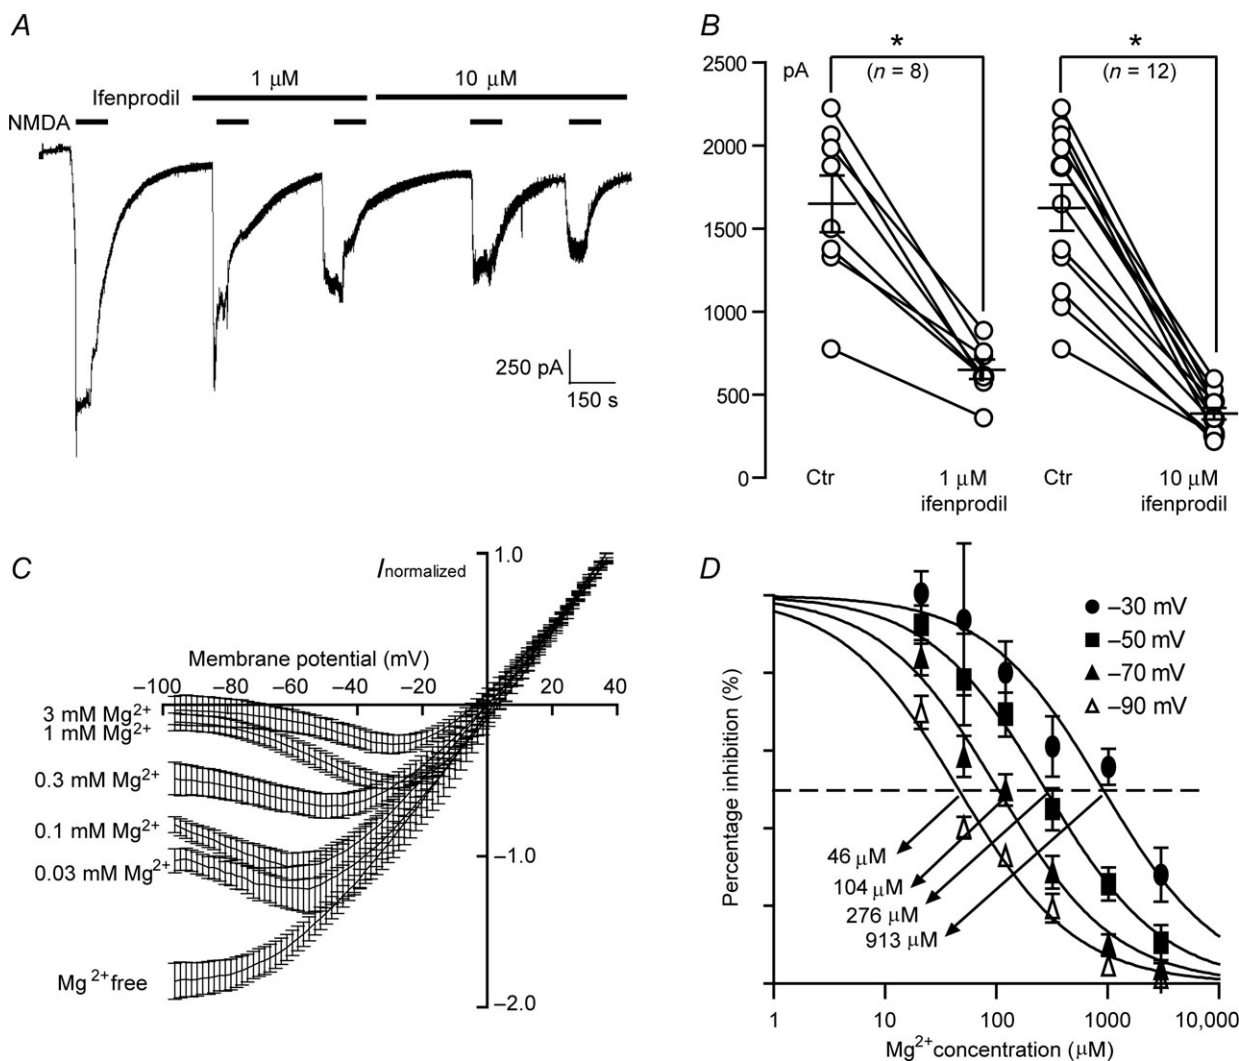 A
Ifenprodil
1 μM
10 μM
NMDA
250 pA
150 s
B
pA
2500
2000
1500
1000
500
0
*
(n = 8)
*
(n = 12)
Ctr
1 μM
ifenprodil
Ctr
10 μM
ifenprodil
C
Inormalized
1.0
Membrane potential (mV)
−100 −80 −60 −40 −20 0 20 40
3 mM Mg2+
1 mM Mg2+
0.3 mM Mg2+
0.1 mM Mg2+
0.03 mM Mg2+
Mg2+free
−1.0
−2.0
D
Percentage inhibition (%)
−30 mV
−50 mV
−70 mV
−90 mV
46 μM
104 μM
276 μM
913 μM
1 10 100 1000 10,000
Mg2+concentration (μM)